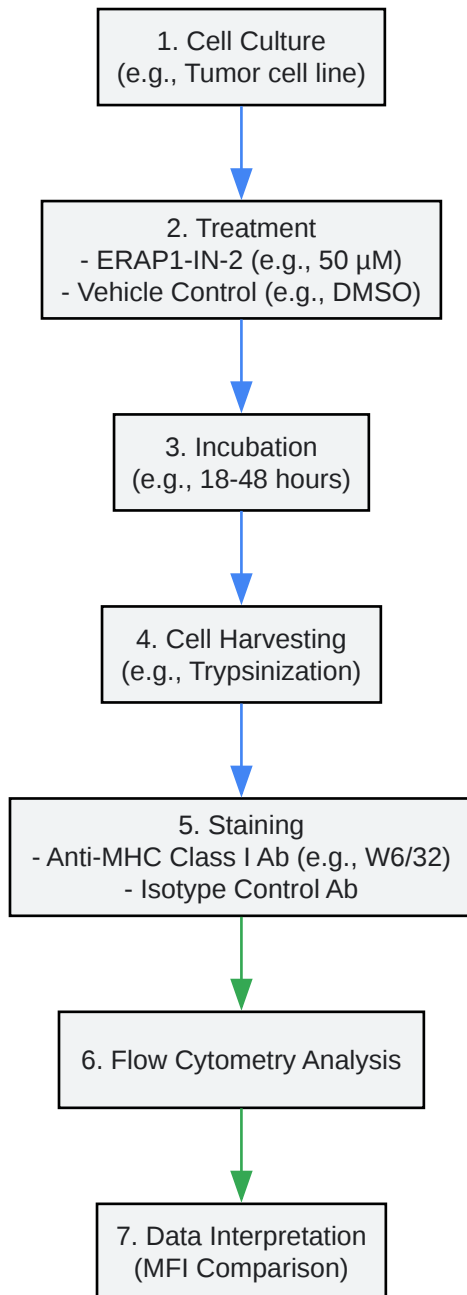 1. Cell Culture
(e.g., Tumor cell line)
2. Treatment
- ERAP1-IN-2 (e.g., 50 µM)
- Vehicle Control (e.g., DMSO)
3. Incubation
(e.g., 18-48 hours)
4. Cell Harvesting
(e.g., Trypsinization)
5. Staining
- Anti-MHC Class I Ab (e.g., W6/32)
- Isotype Control Ab
6. Flow Cytometry Analysis
7. Data Interpretation
(MFI Comparison)